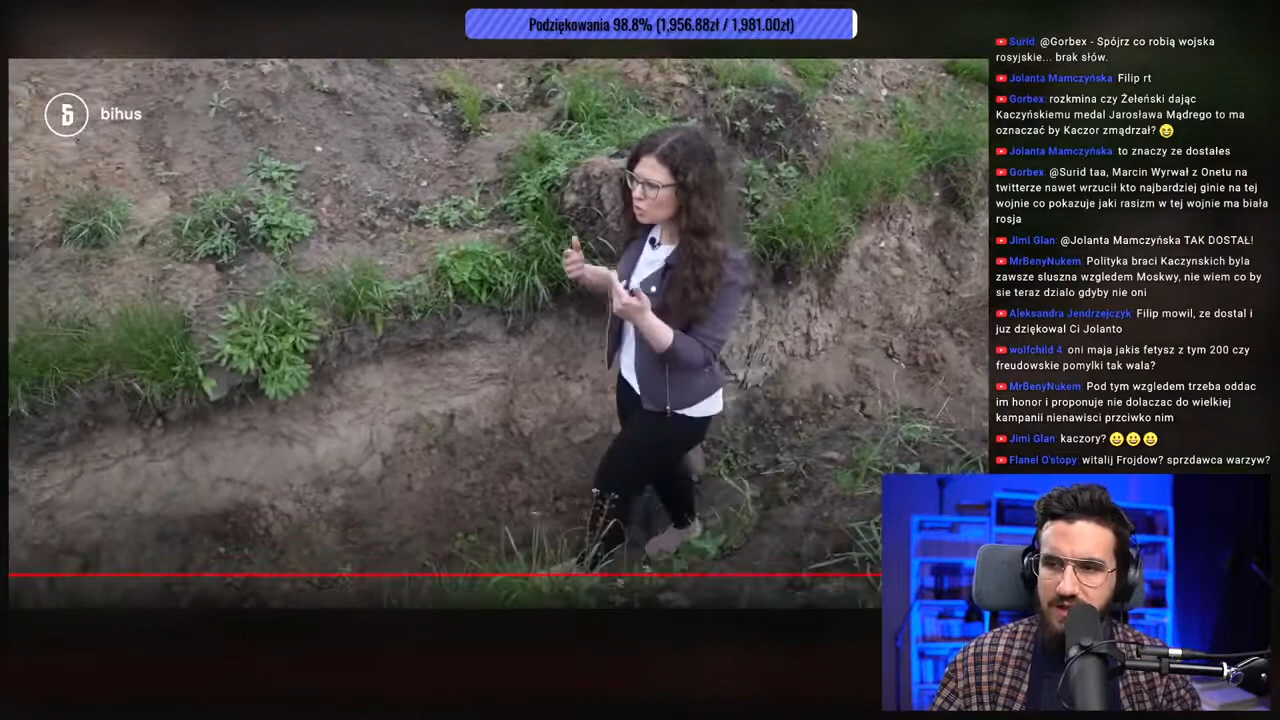 Podziękowania 98.8% (1,956.88zł / 1,981.00zł)
bihus
Surid: @Gorbex - Spójrz co robią wojska
rosyjskie... brak słów.
Jolanta Mamczyńska: Filip rt
Gorbex: rozkmina czy Żełeński dając
Kaczyńskiemu medal Jarosława Mądrego to ma
oznaczać by Kaczor zmądrzał?
Jolanta Mamczyńska: to znaczy ze dostałes
Gorbex: @Surid taa, Marcin Wyrwał z Onetu na
twitterze nawet wrzucił kto najbardziej ginie na tej
wojnie co pokazuje jaki rasizm w tej wojnie ma biała
rosja
Jimi Glan: @Jolanta Mamczyńska TAK DOSTAŁ!
MrBenyNukem: Polityka braci Kaczynskich byla
zawsze sluszna wzgledem Moskwy, nie wiem co by
sie teraz dzialo gdyby nie oni
Aleksandra Jendrzejczyk: Filip mowil, ze dostal i
juz dziękowal Ci Jolanto
wolfchild 4: oni maja jakis fetysz z tym 200 czy
freudowskie pomylki tak wala?
MrBenyNukem: Pod tym wzgledem trzeba oddac
im honor i proponuje nie dolaczac do wielkiej
kampanii nienawisci przciwko nim
Jimi Glan: kaczory?
Flanel O'stopy: witalij Frojdow? sprzdawca warzyw?